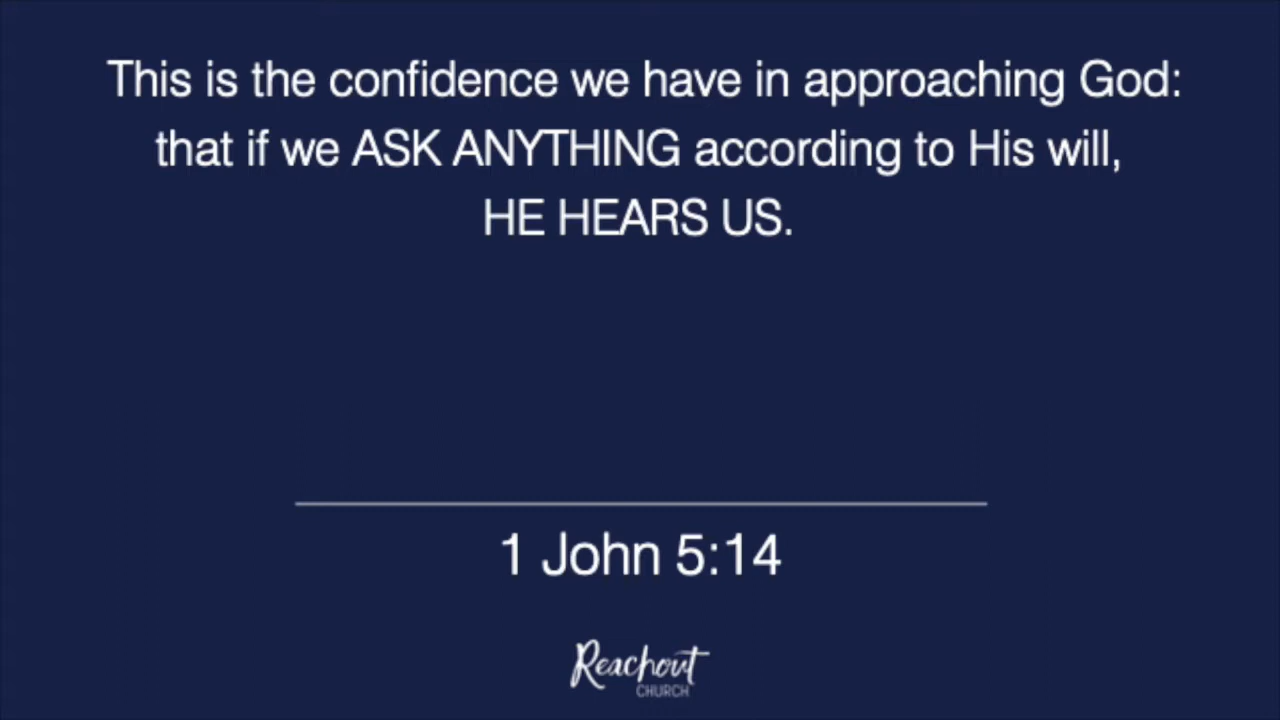 This is the confidence we have in approaching God:
that if we ASK ANYTHING according to His will,
HE HEARS US.
1 John 5:14
Reachout
CHURCH